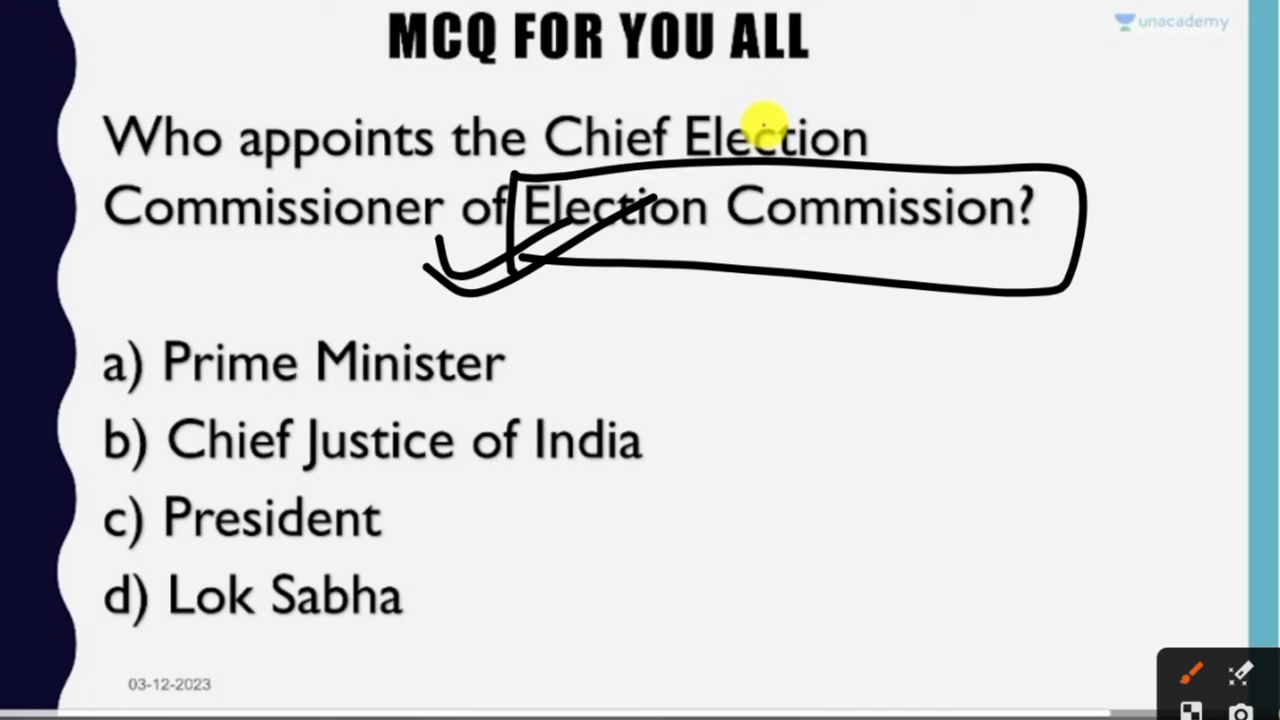 MCQ FOR YOU ALL
unacademy
Who appoints the Chief Election
Commissioner of Election Commission?
a) Prime Minister
b) Chief Justice of India
c) President
d) Lok Sabha
03-12-2023